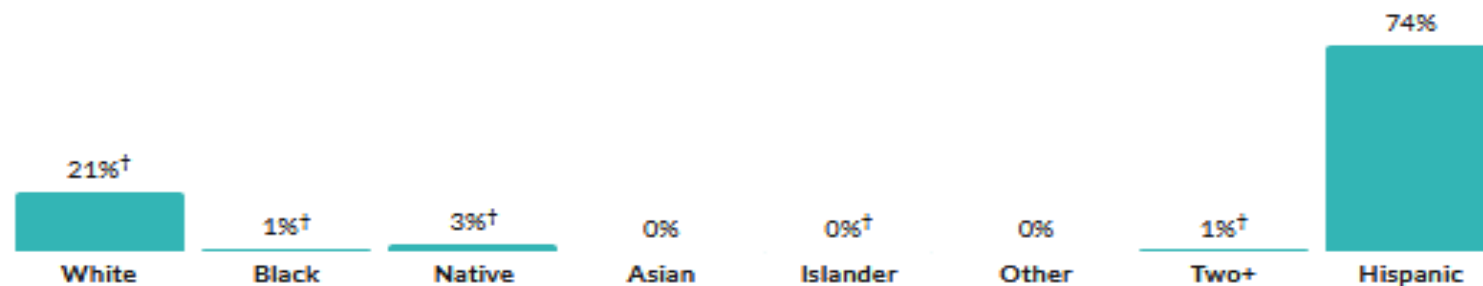 74%
21%†
1%† 3%† 0% 0%† 0% 1%†
White Black Native Asian Islander Other Two+ Hispanic